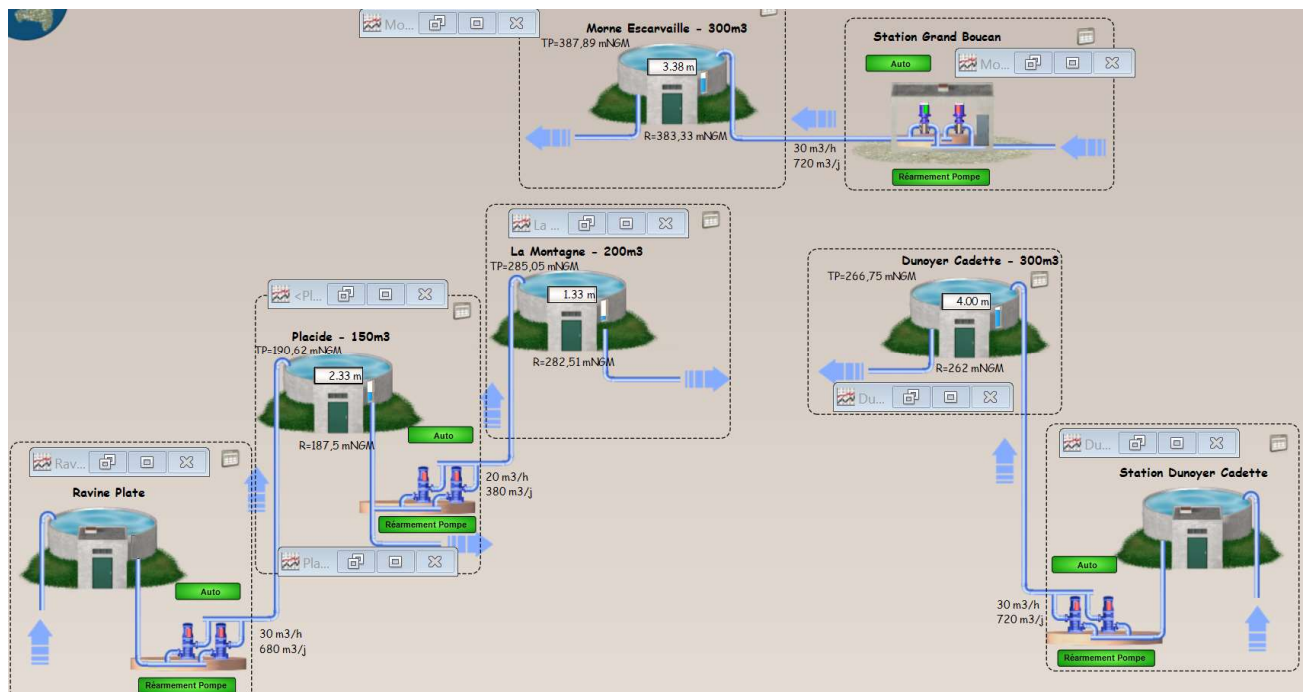 Mo...
Morne Escarvaille - 300m3
TP=387,89 mNGM
3.38 m
R=383,33 mNGM
Station Grand Boucan
Auto
Mo...
30 m3/h
720 m3/j
Réarmement Pompe
La ...
La Montagne - 200m3
TP=285,05 mNGM
1.33 m
R=282,51 mNGM
Dunoyer Cadette - 300m3
TP=266,75 mNGM
4.00 m
R=262 mNGM
Du...
<Pl...
Placide - 150m3
TP=190,62 mNGM
2.33 m
R=187,5 mNGM
Auto
20 m3/h
380 m3/j
Réarmement Pompe
Pla...
Rav...
Ravine Plate
Auto
30 m3/h
680 m3/j
Réarmement Pompe
Du...
Station Dunoyer Cadette
Auto
30 m3/h
720 m3/j
Réarmement Pompe